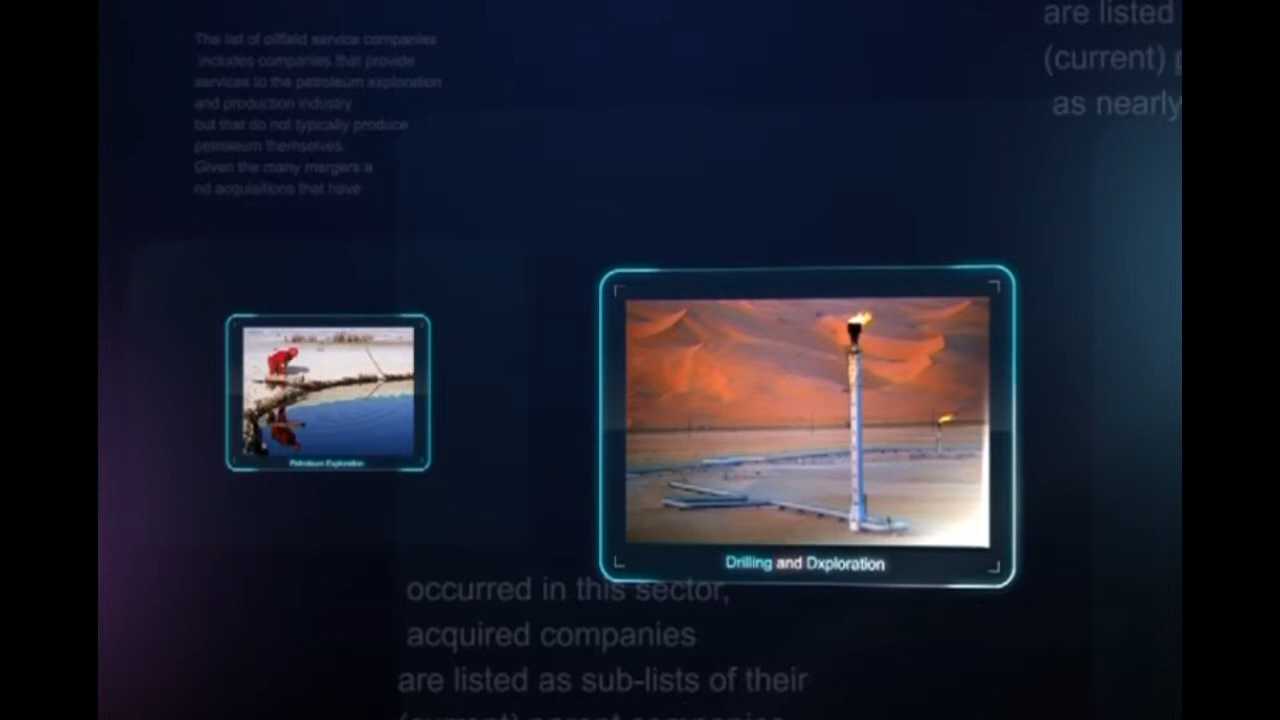 The list of oilfield service companies
includes companies that provide
services to the petroleum exploration
and production industry
but that do not typically produce
petroleum themselves.
Given the many mergers a
nd acquisitions that have
are listed
(current) p
as nearly
Petroleum Exploration
Drilling and Dxploration
occurred in this sector,
acquired companies
are listed as sub-lists of their
(current) parent companies